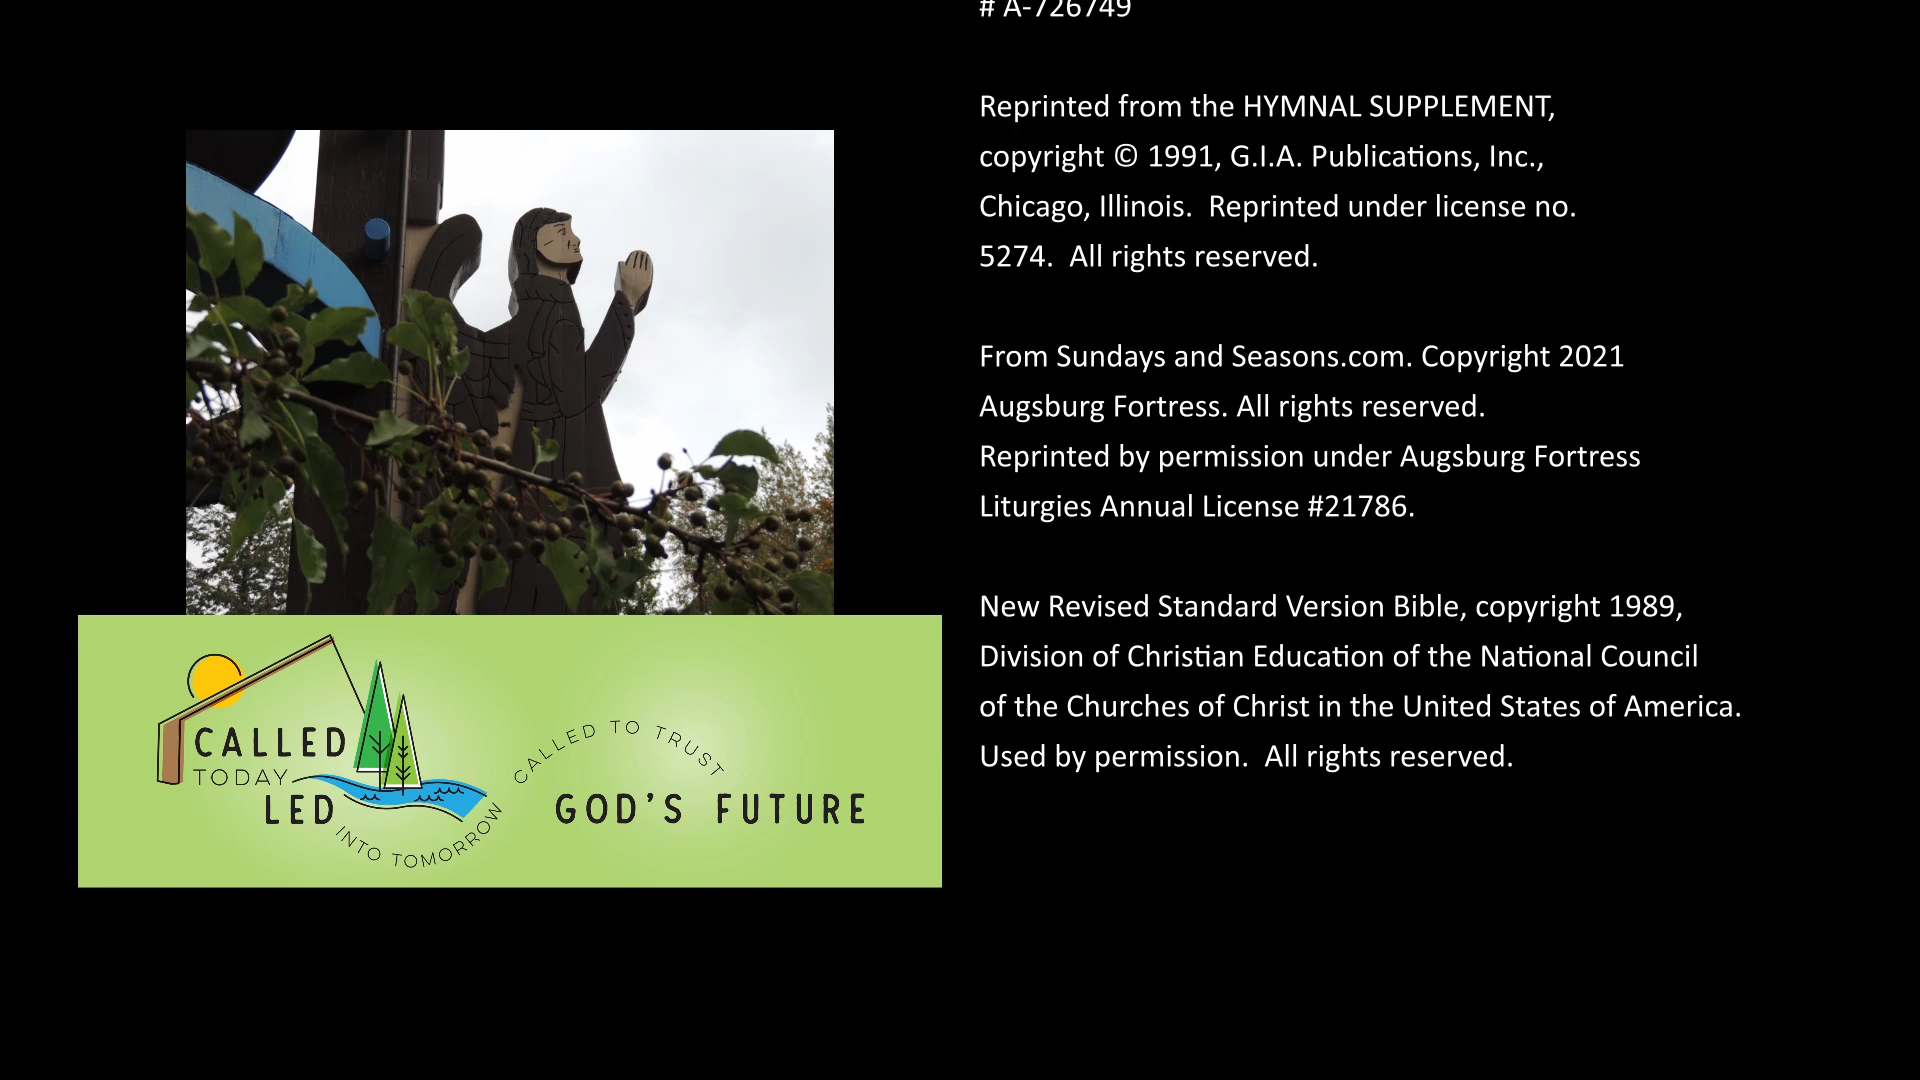 # A-726749
Reprinted from the HYMNAL SUPPLEMENT,
copyright © 1991, G.I.A. Publications, Inc.,
Chicago, Illinois.  Reprinted under license no.
5274.  All rights reserved.
From Sundays and Seasons.com. Copyright 2021
Augsburg Fortress. All rights reserved.
Reprinted by permission under Augsburg Fortress
Liturgies Annual License #21786.
New Revised Standard Version Bible, copyright 1989,
Division of Christian Education of the National Council
of the Churches of Christ in the United States of America.
Used by permission.  All rights reserved.
CALLED
TODAY
LED
INTO TOMORROW
CALLED TO TRUST
GOD'S FUTURE